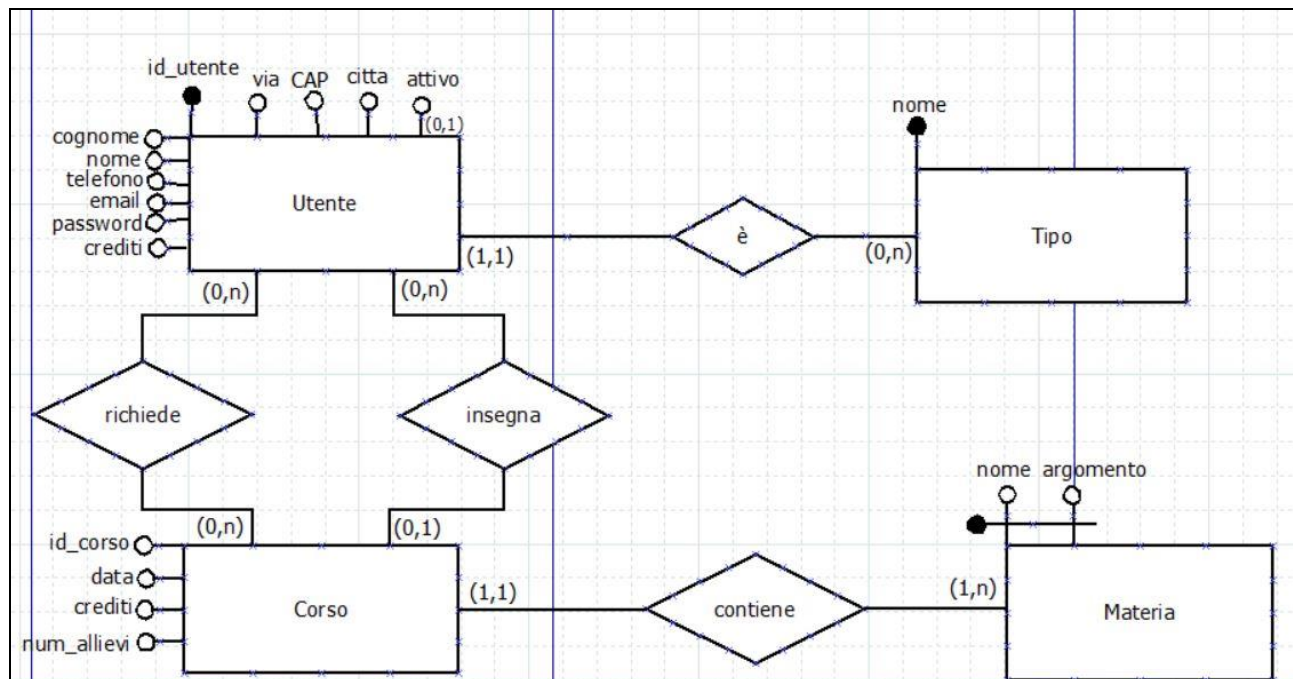 id_utente
via CAP citta attivo
(0,1)
cognome
nome
telefono
email
password
crediti
Utente
(1,1)
è
(0,n)
nome
Tipo
(0,n)
(0,n)
richiede
insegna
(0,n)
(0,1)
id_corso
data
crediti
num_allievi
Corso
(1,1)
contiene
(1,n)
nome argomento
Materia